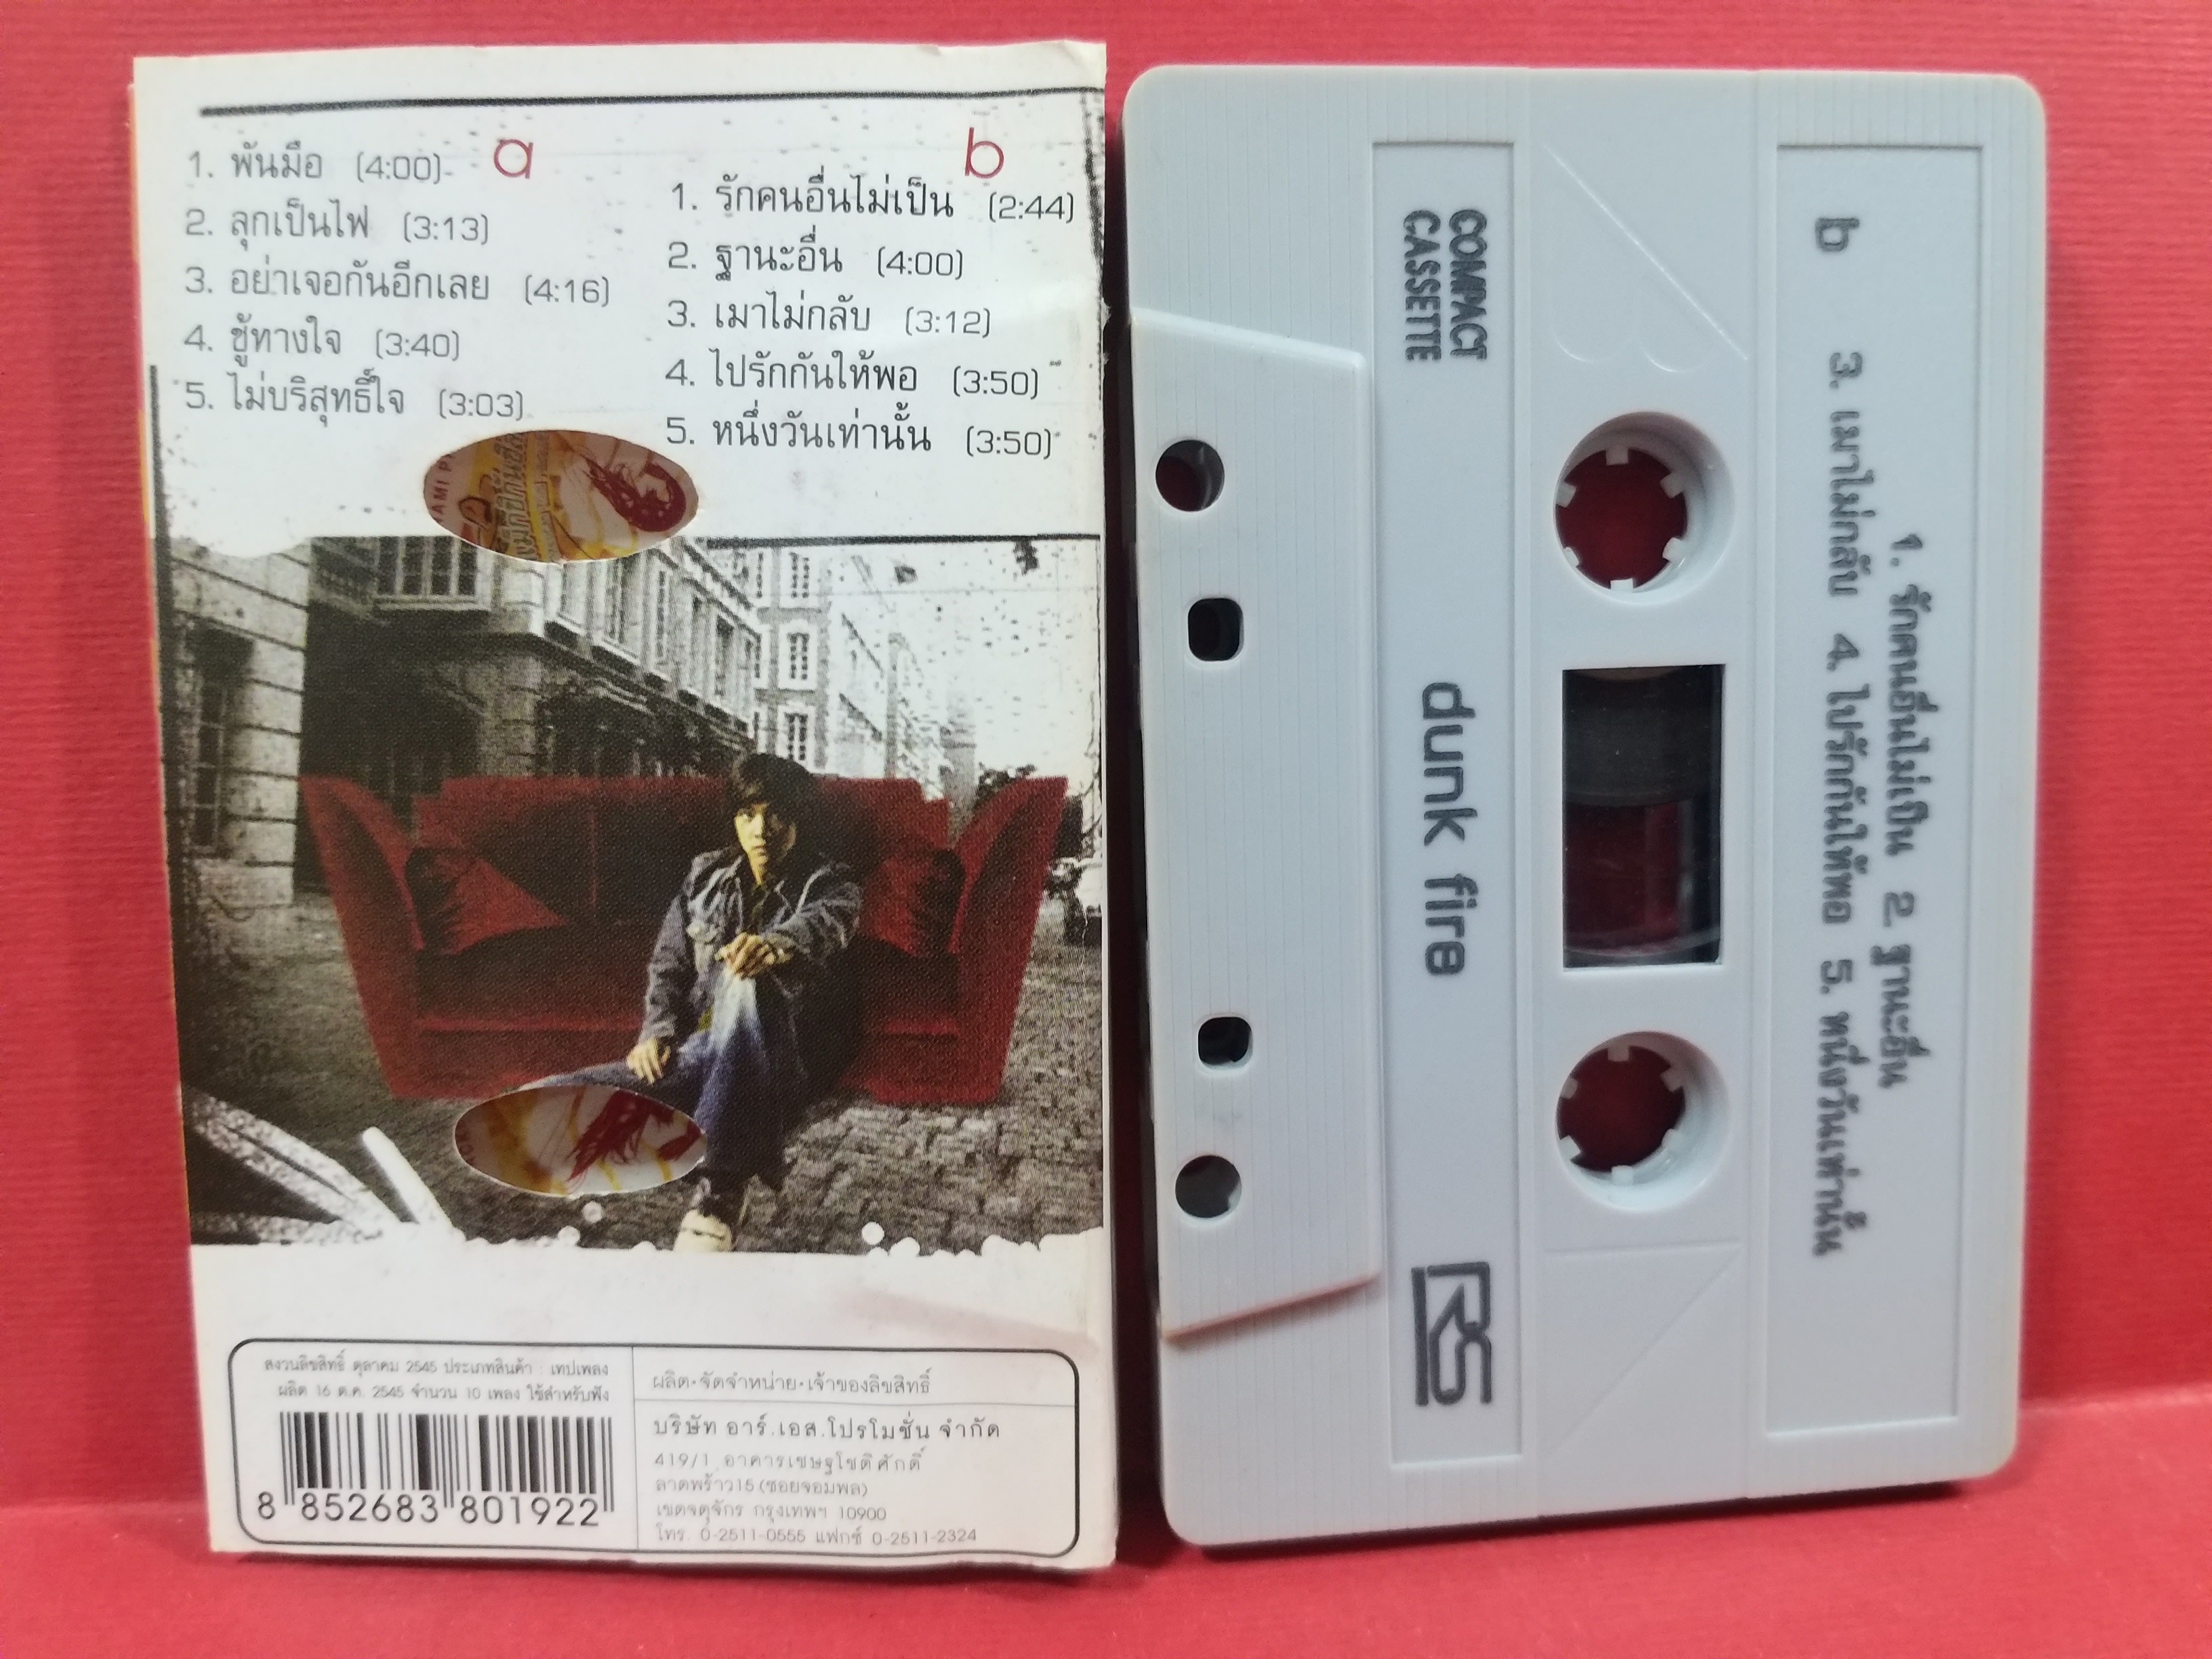 a
1. พันมือ (4:00)
2. ลุกเป็นไฟ (3:13)
3. อย่าเจอกันอีกเลย (4:16)
4. ชู้ทางใจ (3:40)
5. ไม่บริสุทธิ์ใจ (3:03)
b
1. รักคนอื่นไม่เป็น (2:44)
2. ฐานะอื่น (4:00)
3. เมาไม่กลับ (3:12)
4. ไปรักกันให้พอ (3:50)
5. หนึ่งวันเท่านั้น (3:50)
สงวนลิขสิทธิ์ ตุลาคม 2545 ประเภทสินค้า : เทปเพลง
ผลิต 16 ต.ค. 2545 จำนวน 10 เพลง ใช้สำหรับฟัง
8 852683 801922
ผลิต•จัดจำหน่าย•เจ้าของลิขสิทธิ์
บริษัท อาร์.เอส.โปรโมชั่น จำกัด
419/1 อาคารเชษฐโชติศักดิ์
ลาดพร้าว15 (ซอยจอมพล)
เขตจตุจักร กรุงเทพฯ 10900
โทร. 0-2511-0555 แฟกซ์ 0-2511-2324
b
1. รักคนอื่นไม่เป็น 2. ฐานะอื่น
3. เมาไม่กลับ 4. ไปรักกันให้พอ 5. หนึ่งวันเท่านั้น
COMPACT
CASSETTE
dunk fire
RS